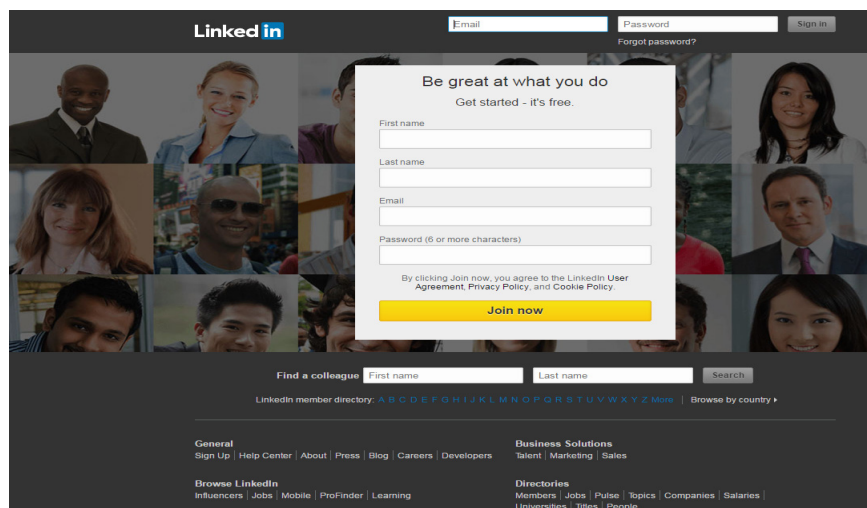 Linked in
Email Password Sign in
Forgot password?
Be great at what you do
Get started - it's free.
First name
Last name
Email
Password (6 or more characters)
By clicking Join now, you agree to the LinkedIn User
Agreement, Privacy Policy, and Cookie Policy.
Join now
Find a colleague First name Last name Search
LinkedIn member directory: A B C D E F G H I J K L M N O P Q R S T U V W X Y Z More | Browse by country
General
Sign Up | Help Center | About | Press | Blog | Careers | Developers
Business Solutions
Talent | Marketing | Sales
Browse LinkedIn
Influencers | Jobs | Mobile | ProFinder | Learning
Directories
Members | Jobs | Pulse | Topics | Companies | Salaries |
Universities | Titles | People